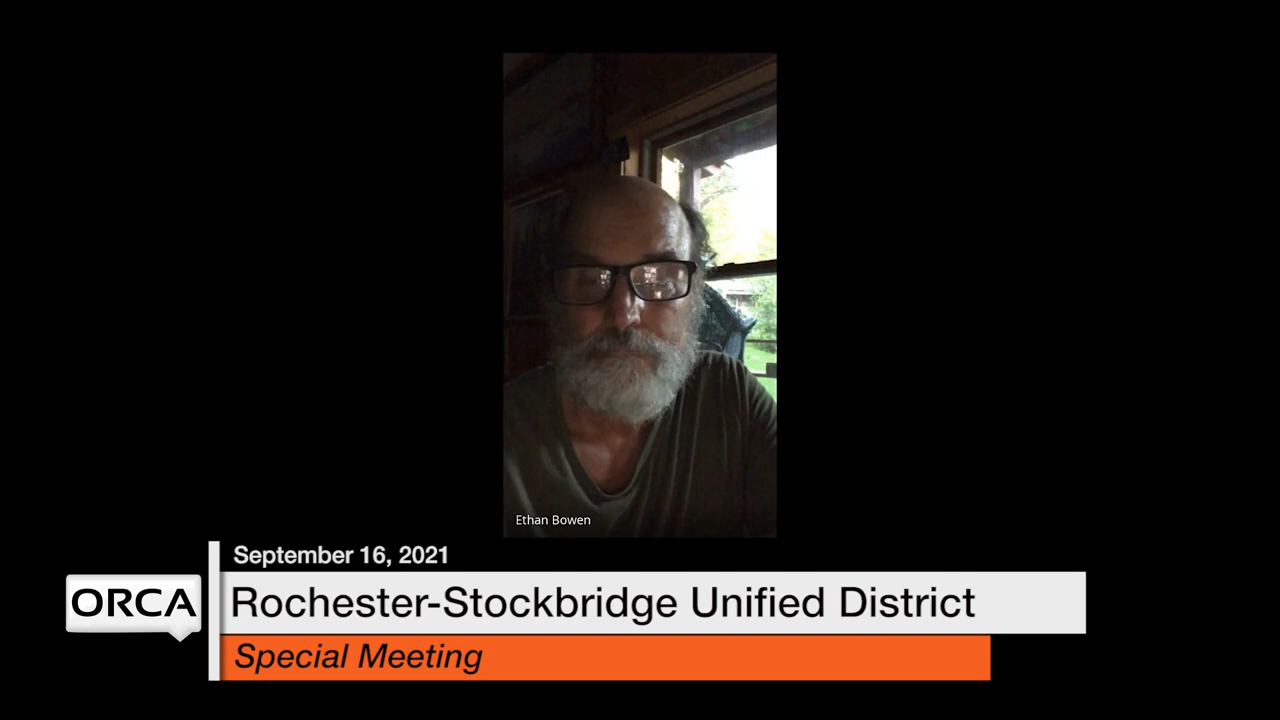 Ethan Bowen
September 16, 2021
ORCA
Rochester-Stockbridge Unified District
Special Meeting